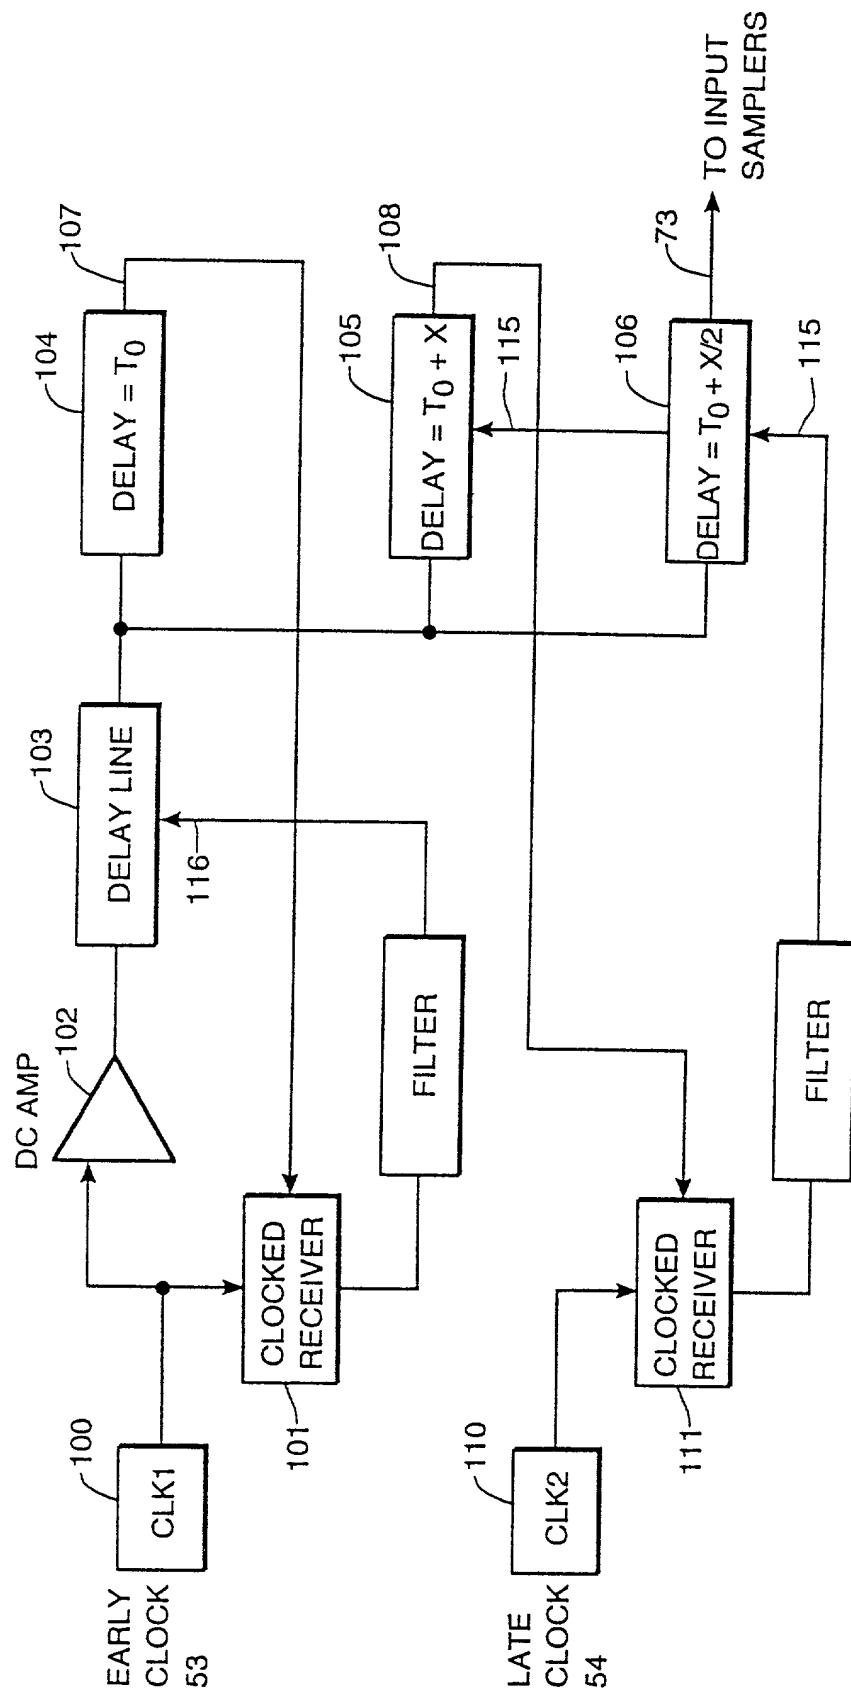 EARLY
CLOCK
53
100
CLK1
101
CLOCKED
RECEIVER
DC AMP
102
103
DELAY LINE
116
FILTER
104
DELAY = T₀
107
105
DELAY = T₀ + X
108
115
106
DELAY = T₀ + X/2
73
TO INPUT
SAMPLERS
115
LATE
CLOCK
54
110
CLK2
111
CLOCKED
RECEIVER
FILTER